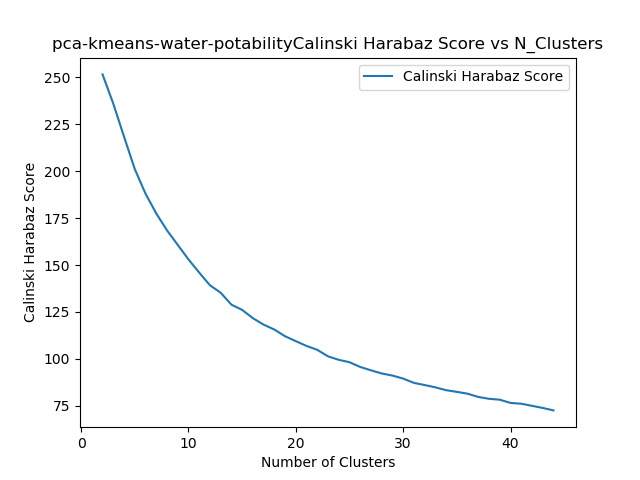 pca-kmeans-water-potabilityCalinski Harabaz Score vs N_Clusters
Calinski Harabaz Score
250
225
200
175
150
125
100
75
Calinski Harabaz Score
0 10 20 30 40
Number of Clusters